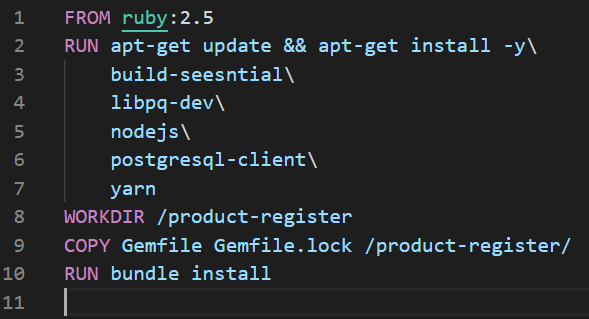 1 FROM ruby:2.5
2 RUN apt-get update && apt-get install -y\
3     build-seesntial\
4     libpq-dev\
5     nodejs\
6     postgresql-client\
7     yarn
8 WORKDIR /product-register
9 COPY Gemfile Gemfile.lock /product-register/
10 RUN bundle install
11